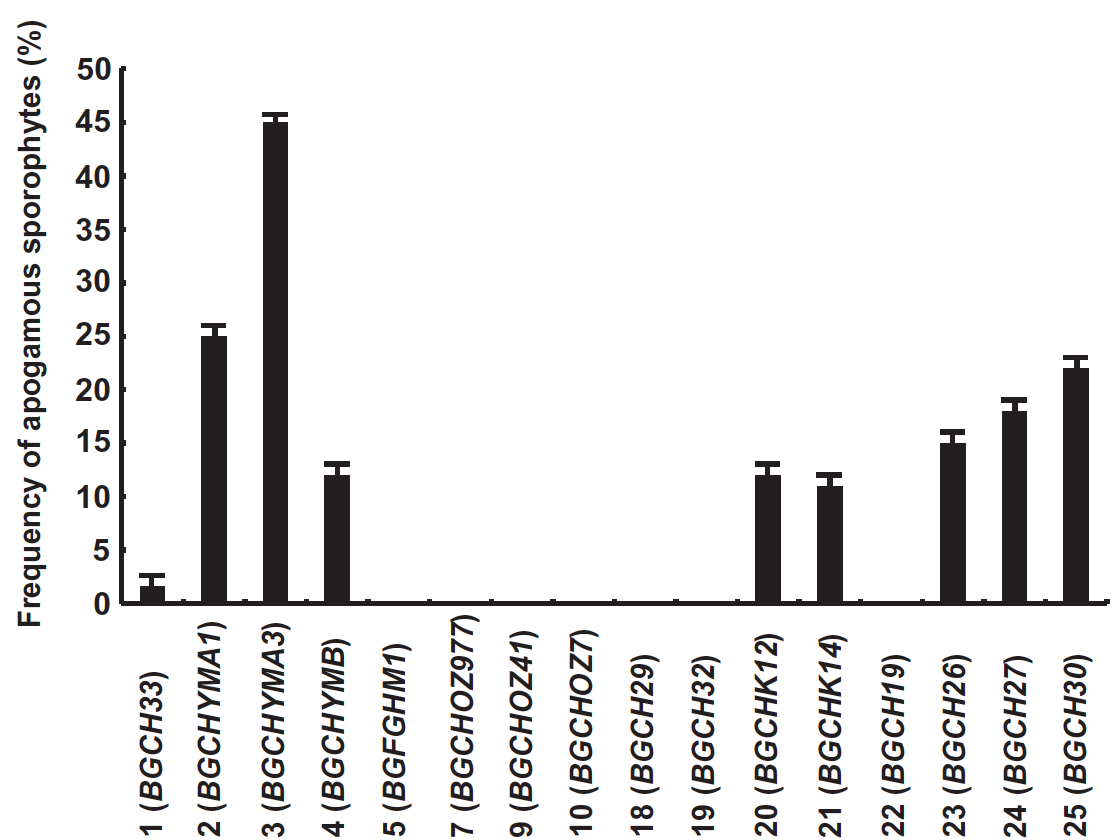 Frequency of apogamous sporophytes (%)
50
45
40
35
30
25
20
15
10
5
0
1 (BGCH33)
2 (BGCHYMA1)
3 (BGCHYMA3)
4 (BGCHYMB)
5 (BGFGHM1)
7 (BGCHOZ977)
9 (BGCHOZ41)
10 (BGCHOZ7)
18 (BGCH29)
19 (BGCH32)
20 (BGCHK12)
21 (BGCHK14)
22 (BGCH19)
23 (BGCH26)
24 (BGCH27)
25 (BGCH30)